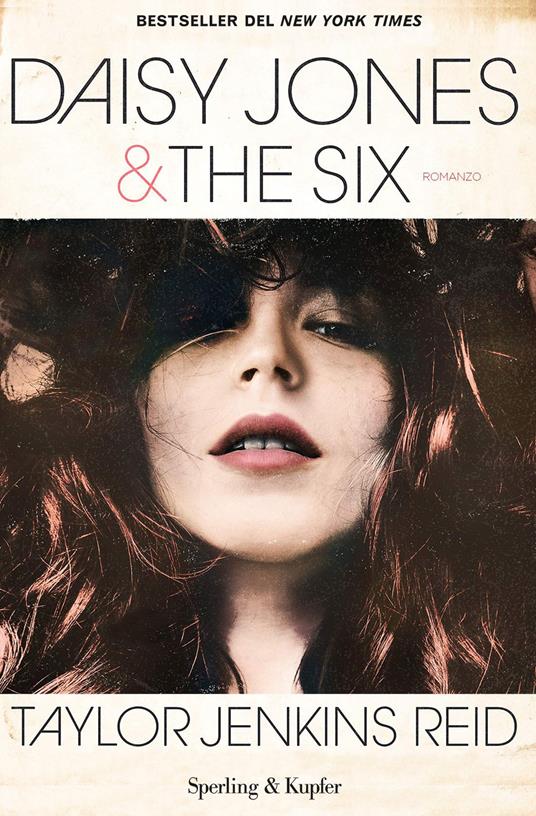 BESTSELLER DEL NEW YORK TIMES
DAISY JONES
& THE SIX
ROMANZO
TAYLOR JENKINS REID
Sperling & Kupfer